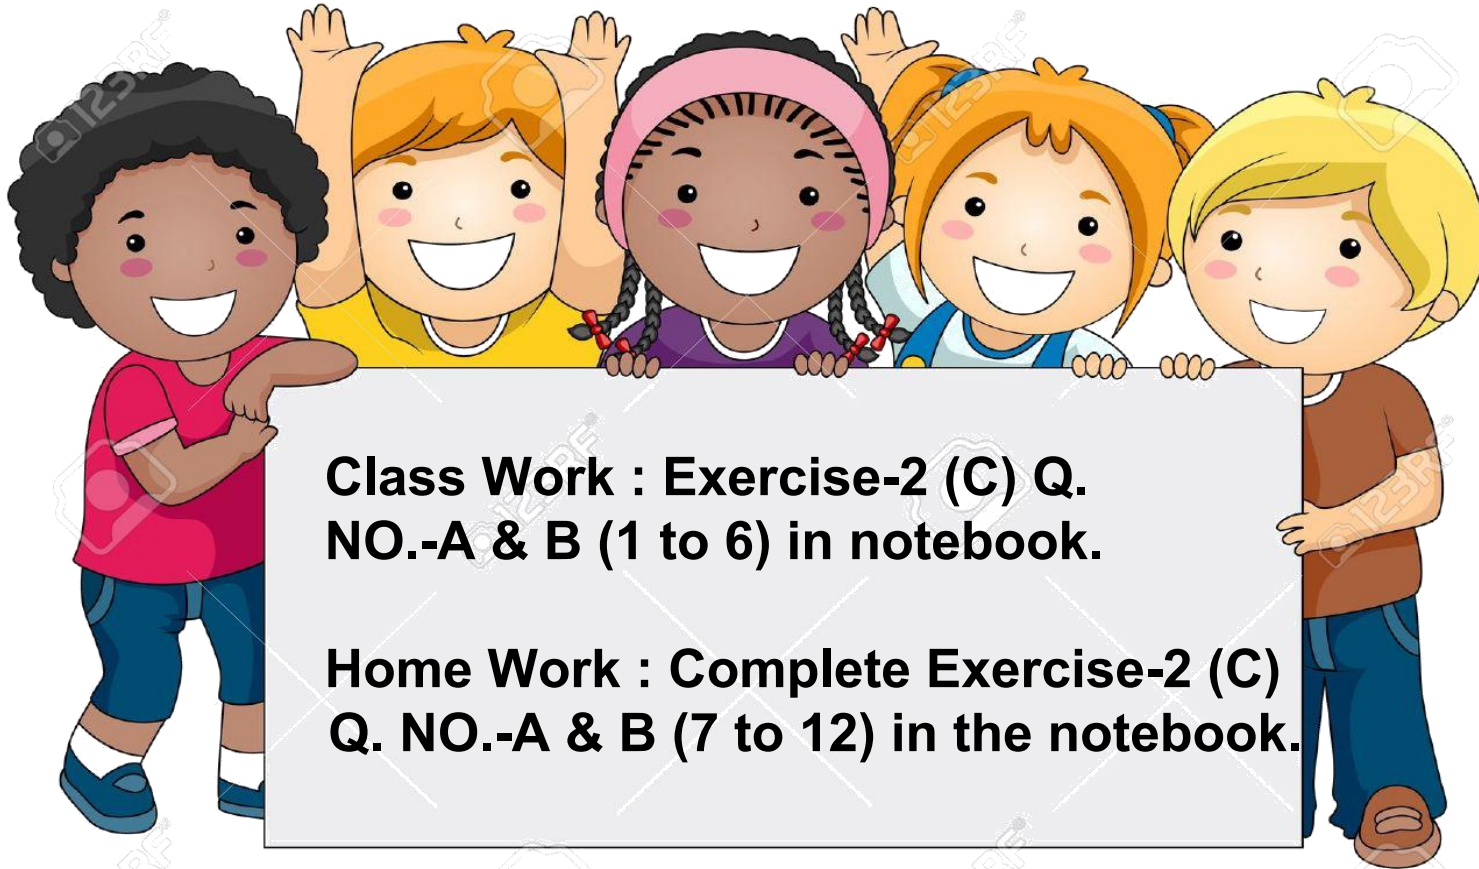 Class Work : Exercise-2 (C) Q.
NO.-A & B (1 to 6) in notebook.
Home Work : Complete Exercise-2 (C)
Q. NO.-A & B (7 to 12) in the notebook.